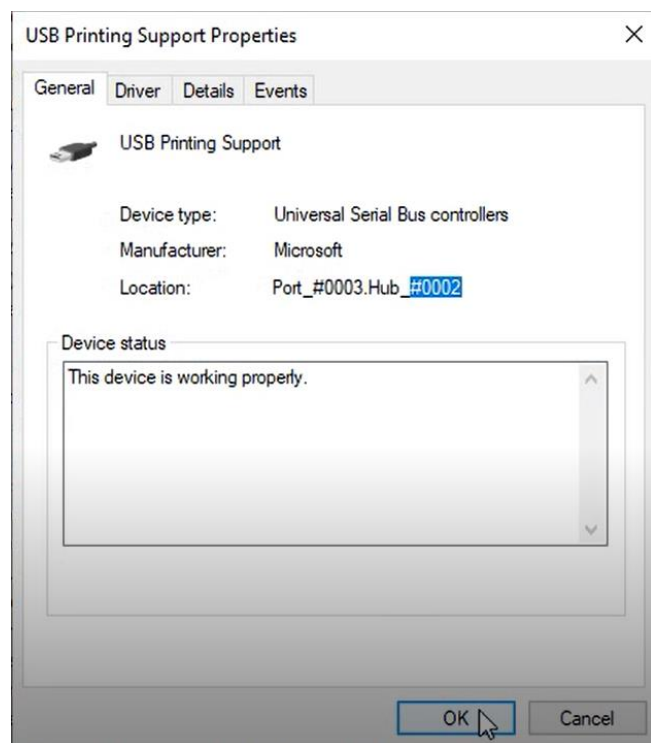 USB Printing Support Properties
General Driver Details Events
USB Printing Support
Device type: Universal Serial Bus controllers
Manufacturer: Microsoft
Location: Port_#0003.Hub_#0002
Device status
This device is working properly.
OK Cancel